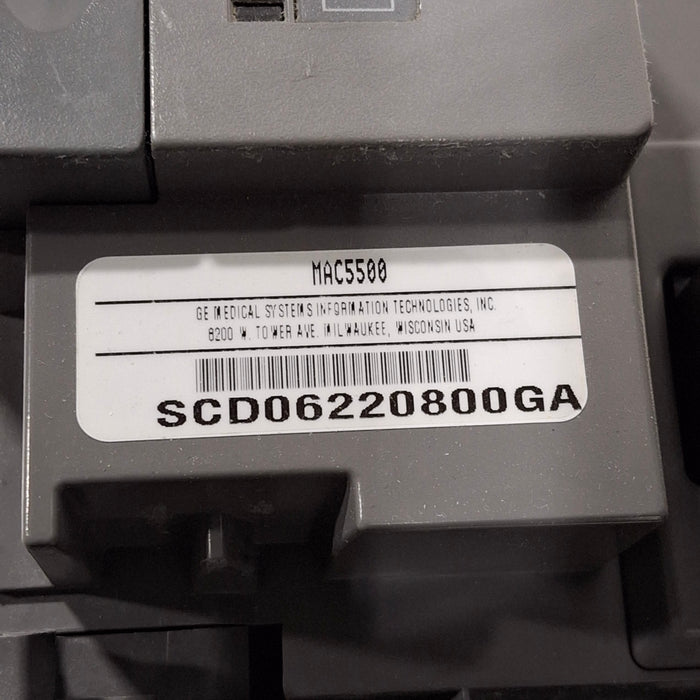 MAC5500
GE MEDICAL SYSTEMS INFORMATION TECHNOLOGIES, INC.
8200 W. TOWER AVE. MILWAUKEE, WISCONSIN USA
SCD06220800GA